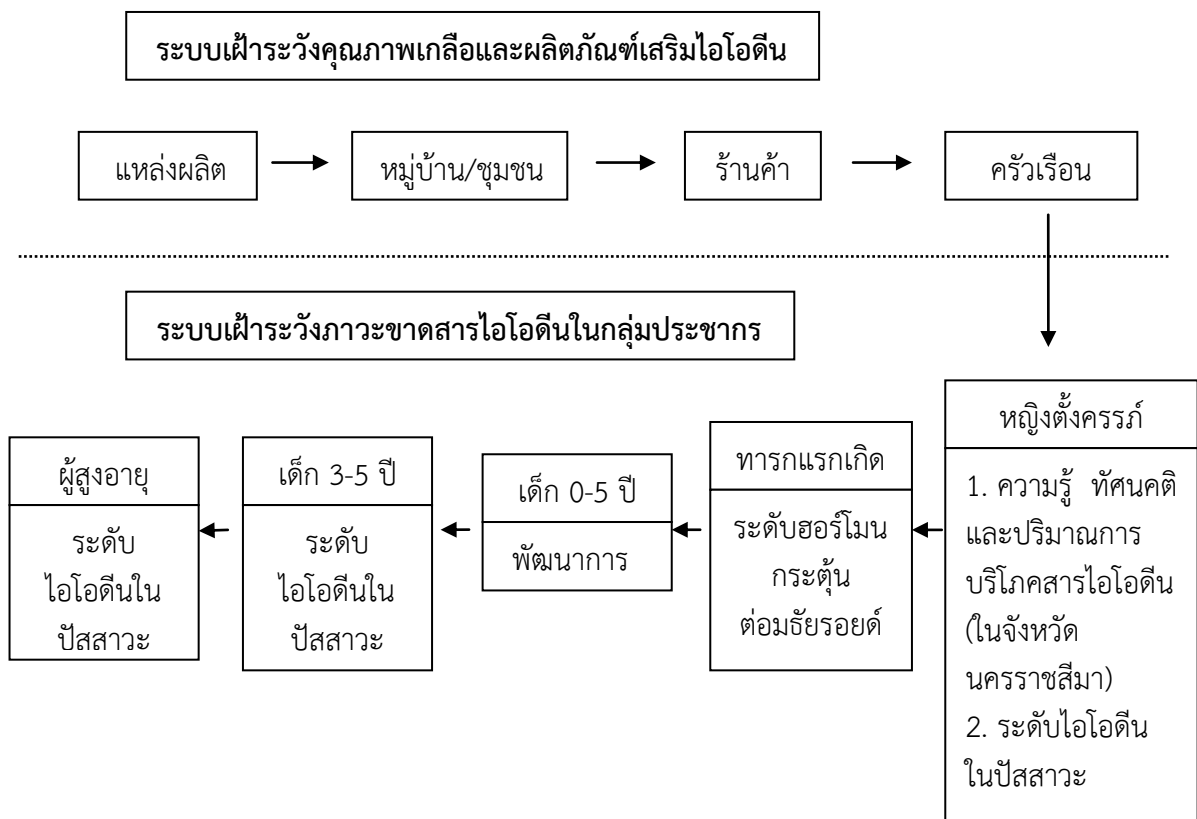 ระบบเฝ้าระวังคุณภาพเกลือและผลิตภัณฑ์เสริมไอโอดีน
แหล่งผลิต
หมู่บ้าน/ชุมชน
ร้านค้า
ครัวเรือน
ระบบเฝ้าระวังภาวะขาดสารไอโอดีนในกลุ่มประชากร
หญิงตั้งครรภ์
1. ความรู้ ทัศนคติ
และปริมาณการ
บริโภคสารไอโอดีน
(ในจังหวัด
นครราชสีมา)
2. ระดับไอโอดีน
ในปัสสาวะ
ทารกแรกเกิด
ระดับฮอร์โมน
กระตุ้น
ต่อมธัยรอยด์
เด็ก 0-5 ปี
พัฒนาการ
เด็ก 3-5 ปี
ระดับ
ไอโอดีนใน
ปัสสาวะ
ผู้สูงอายุ
ระดับ
ไอโอดีนใน
ปัสสาวะ